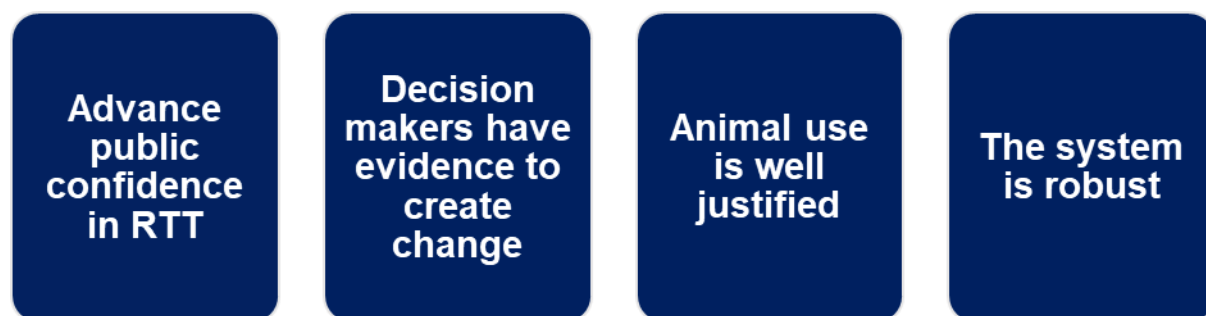 Advance
public
confidence
in RTT
Decision
makers have
evidence to
create
change
Animal use
is well
justified
The system
is robust